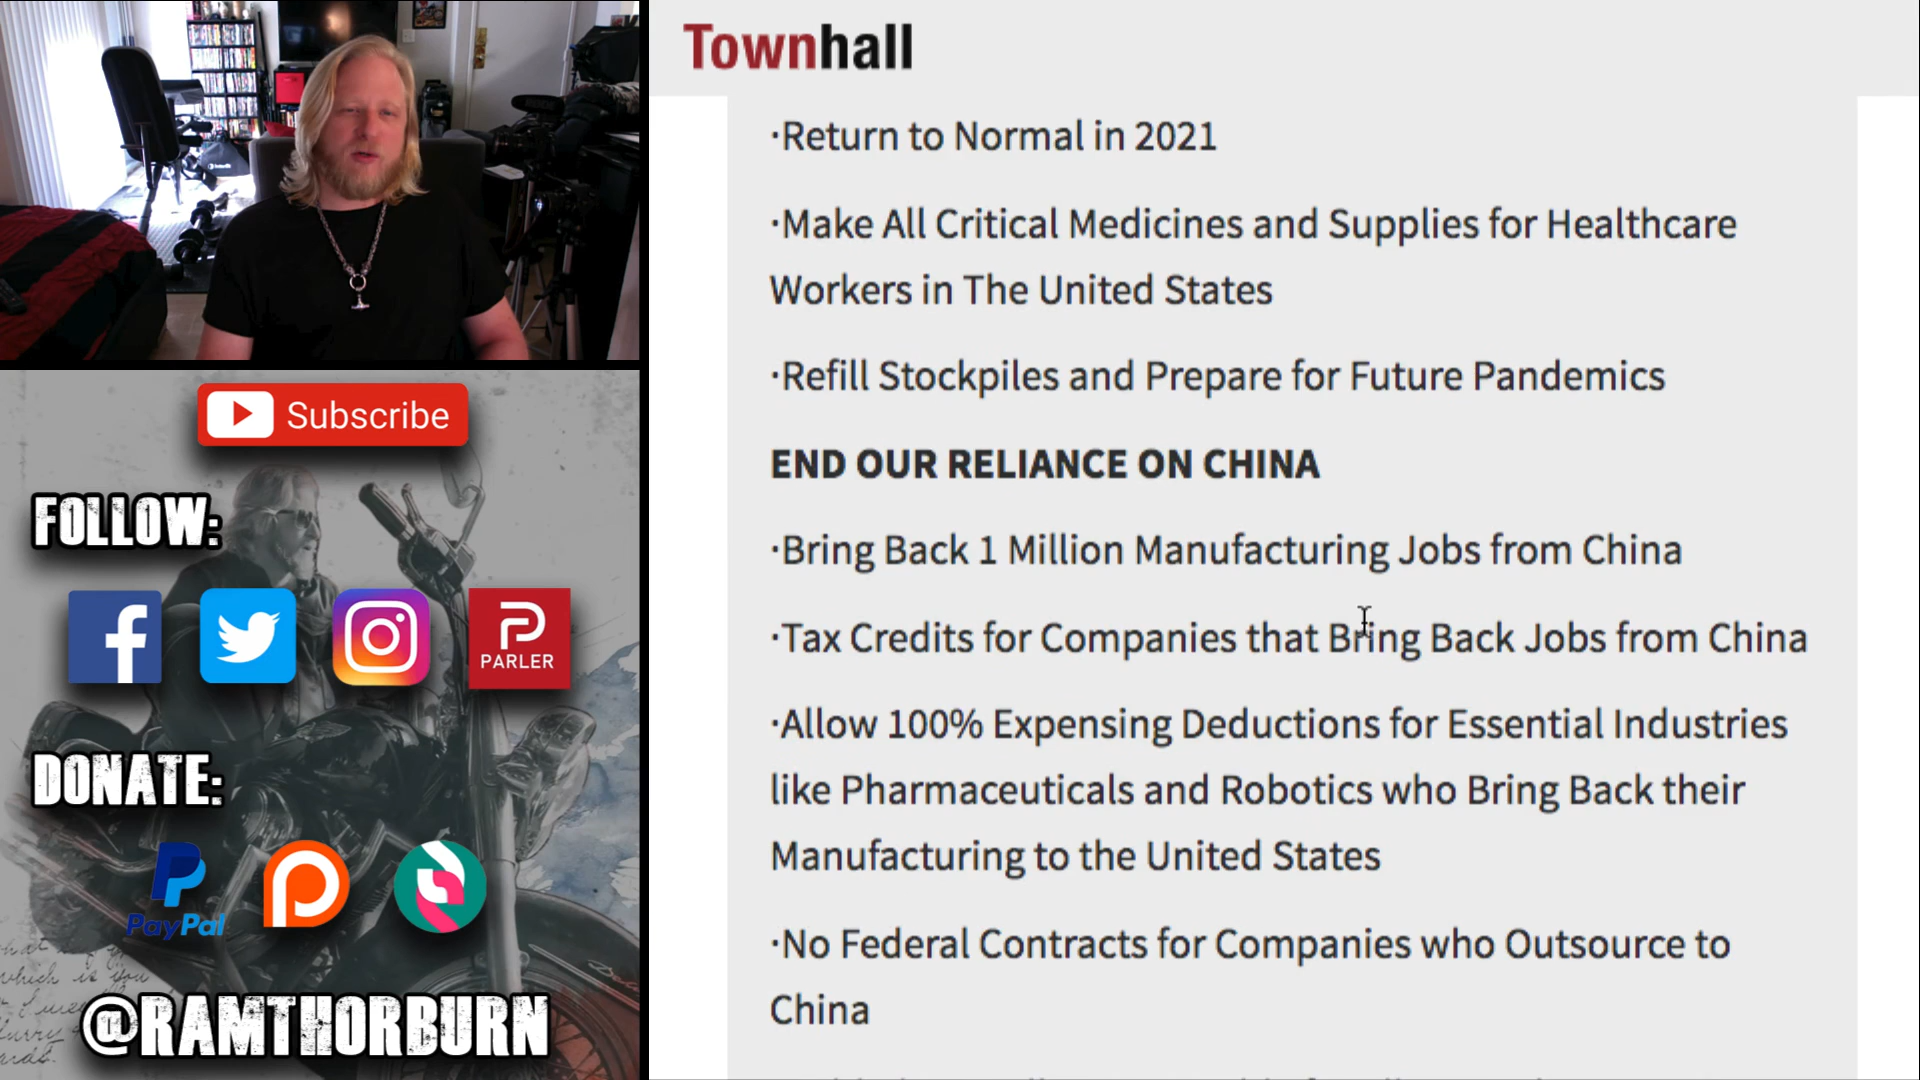 Subscribe
FOLLOW:
PARLER
DONATE:
PayPal
@RAMTHORBURN
Townhall
·Return to Normal in 2021
·Make All Critical Medicines and Supplies for Healthcare
Workers in The United States
·Refill Stockpiles and Prepare for Future Pandemics
END OUR RELIANCE ON CHINA
·Bring Back 1 Million Manufacturing Jobs from China
·Tax Credits for Companies that Bring Back Jobs from China
·Allow 100% Expensing Deductions for Essential Industries
like Pharmaceuticals and Robotics who Bring Back their
Manufacturing to the United States
·No Federal Contracts for Companies who Outsource to
China